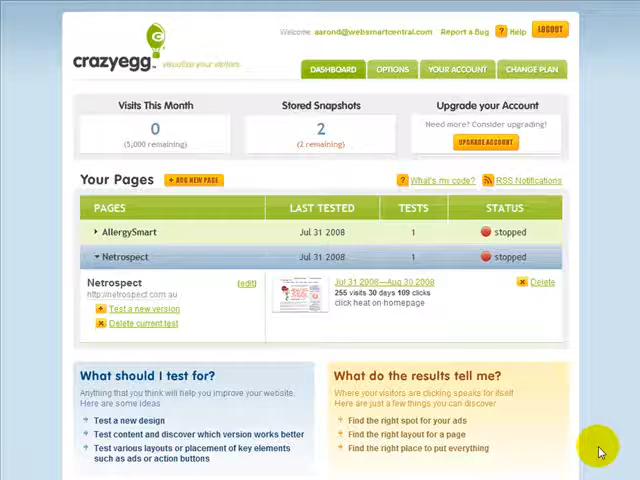 Welcome aarond@websmartcentral.com Report a Bug ? Help LOGOUT
crazyegg™ visualize your visitors
DASHBOARD OPTIONS YOUR ACCOUNT CHANGE PLAN
Visits This Month Stored Snapshots Upgrade your Account
0 2 Need more? Consider upgrading!
(5,000 remaining) (2 remaining) UPGRADE ACCOUNT
Your Pages + ADD NEW PAGE ? What's my code? RSS Notifications
PAGES LAST TESTED TESTS STATUS
AllergySmart Jul 31 2008 1 stopped
Netrospect Jul 31 2008 1 stopped
Netrospect (edit) Jul 31 2008—Aug 30 2008 Delete
http://netrospect.com.au 255 visits 30 days 109 clicks
Test a new version click heat on homepage
Delete current test
What should I test for?
Anything that you think will help you improve your website.
Here are some ideas
Test a new design
Test content and discover which version works better
Test various layouts or placement of key elements
such as ads or action buttons
What do the results tell me?
Where your visitors are clicking speaks for itself
Here are just a few things you can discover
Find the right spot for your ads
Find the right layout for a page
Find the right place to put everything